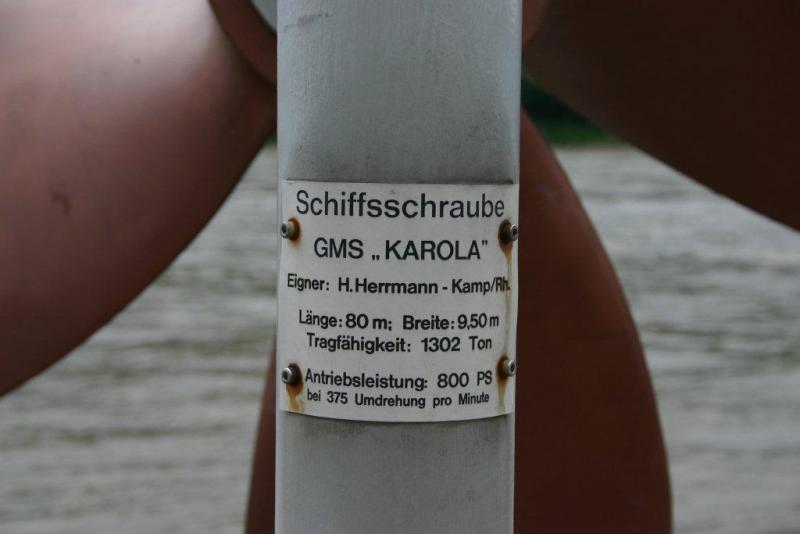 Schiffsschraube
GMS „KAROLA"
Eigner: H. Herrmann - Kamp/Rh.
Länge: 80 m; Breite: 9,50 m
Tragfähigkeit: 1302 Ton
Antriebsleistung: 800 PS
bei 375 Umdrehung pro Minute